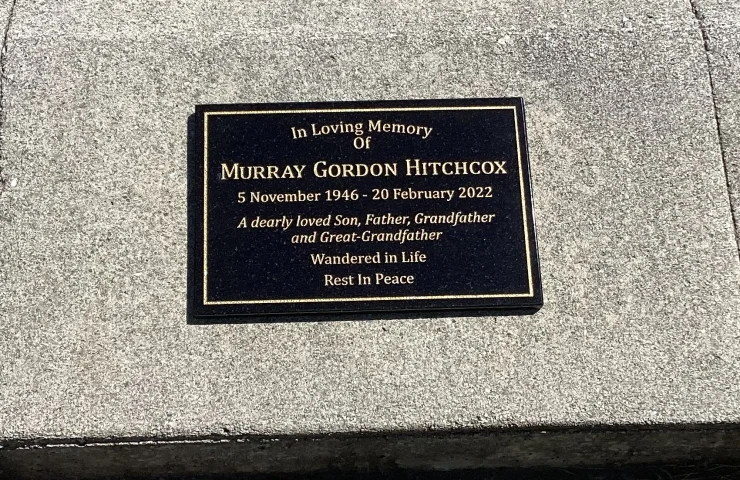 In Loving Memory
Of
MURRAY GORDON HITCHCOX
5 November 1946 - 20 February 2022
A dearly loved Son, Father, Grandfather
and Great-Grandfather
Wandered in Life
Rest In Peace